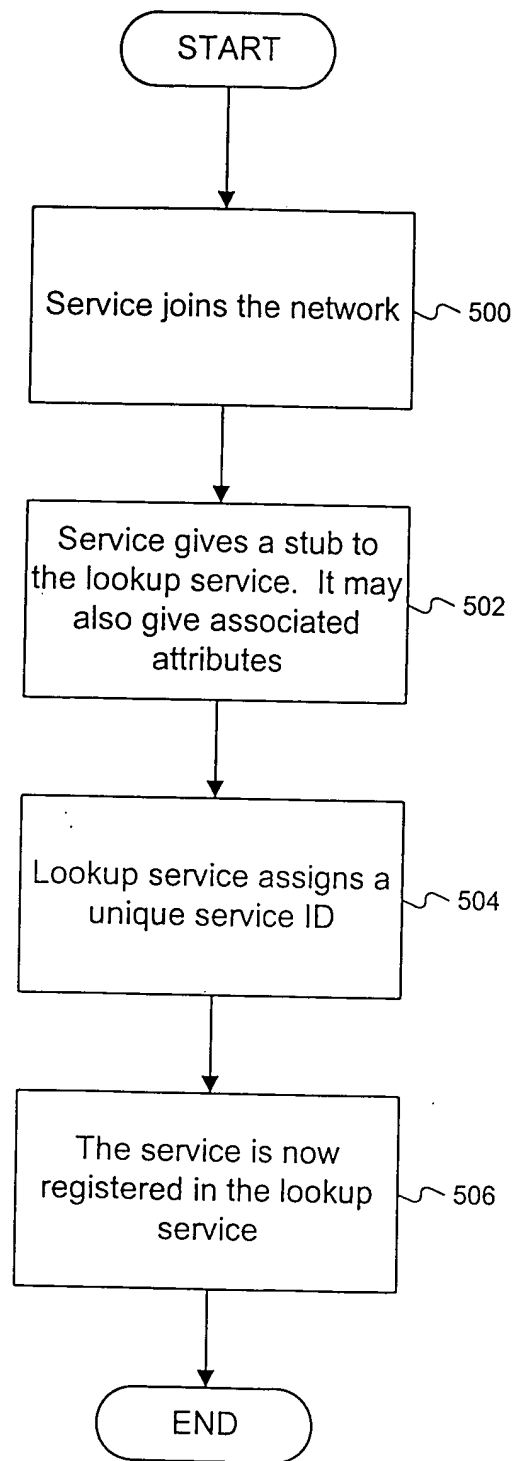 START
Service joins the network
500
Service gives a stub to
the lookup service. It may
also give associated
attributes
502
Lookup service assigns a
unique service ID
504
The service is now
registered in the lookup
service
506
END